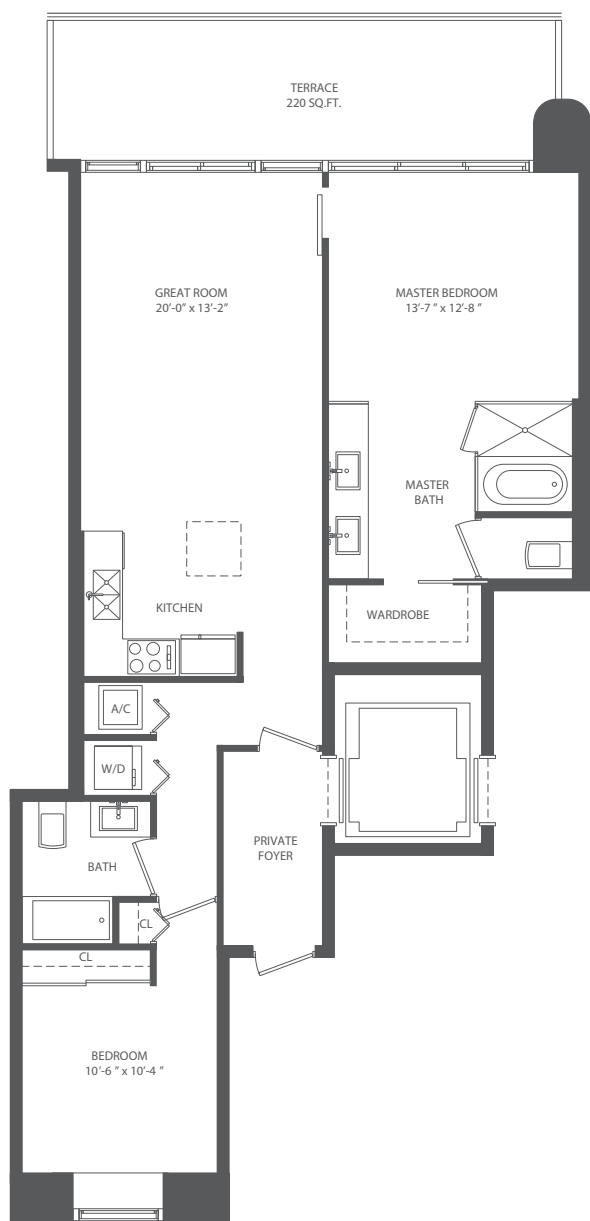 TERRACE
220 SQ.FT.
GREAT ROOM
20'-0" x 13'-2"
MASTER BEDROOM
13'-7 " x 12'-8 "
MASTER
BATH
KITCHEN
WARDROBE
A/C
W/D
PRIVATE
FOYER
BATH
CL
CL
BEDROOM
10'-6 " x 10'-4 "